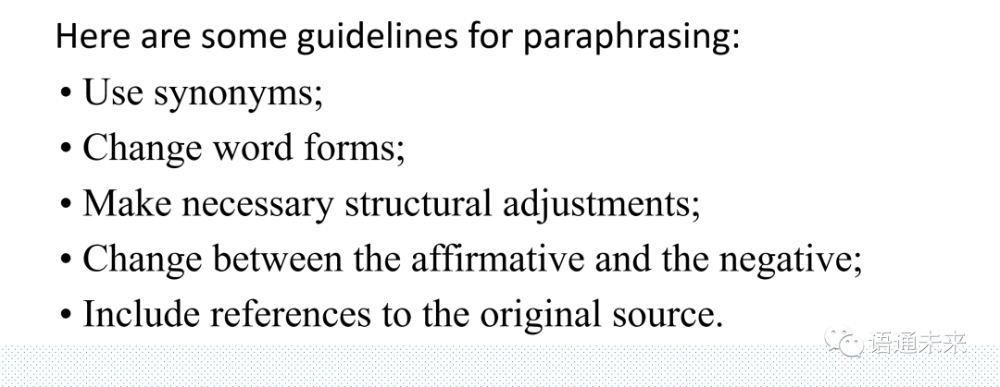 Here are some guidelines for paraphrasing:
• Use synonyms;
• Change word forms;
• Make necessary structural adjustments;
• Change between the affirmative and the negative;
• Include references to the original source.
语通未来